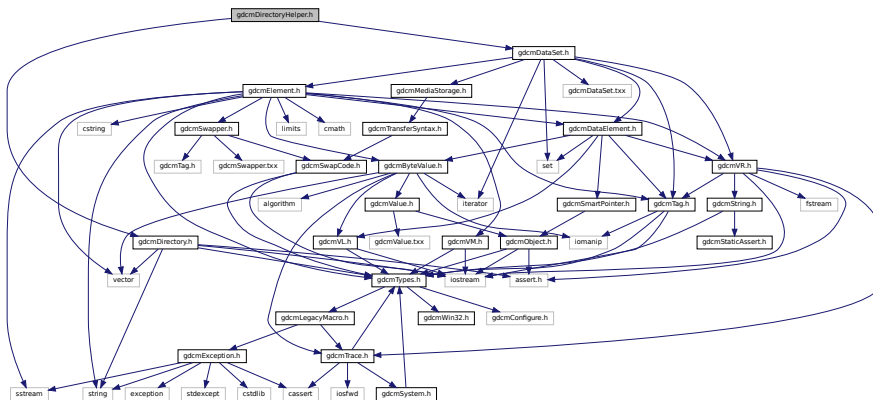 gdcmDirectoryHelper.h
gdcmDataSet.h
gdcmElement.h
gdcmMediaStorage.h
gdcmDataSet.txx
cstring
gdcmSwapper.h
limits
cmath
gdcmTransferSyntax.h
gdcmDataElement.h
gdcmTag.h
gdcmSwapper.txx
gdcmSwapCode.h
gdcmByteValue.h
set
gdcmVR.h
algorithm
gdcmValue.h
iterator
gdcmSmartPointer.h
gdcmTag.h
gdcmString.h
fstream
gdcmDirectory.h
gdcmVL.h
gdcmValue.txx
gdcmVM.h
gdcmObject.h
iomanip
gdcmStaticAssert.h
vector
gdcmTypes.h
iostream
assert.h
gdcmLegacyMacro.h
gdcmWin32.h
gdcmConfigure.h
gdcmException.h
gdcmTrace.h
sstream
string
exception
stdexcept
cstdlib
cassert
iosfwd
gdcmSystem.h